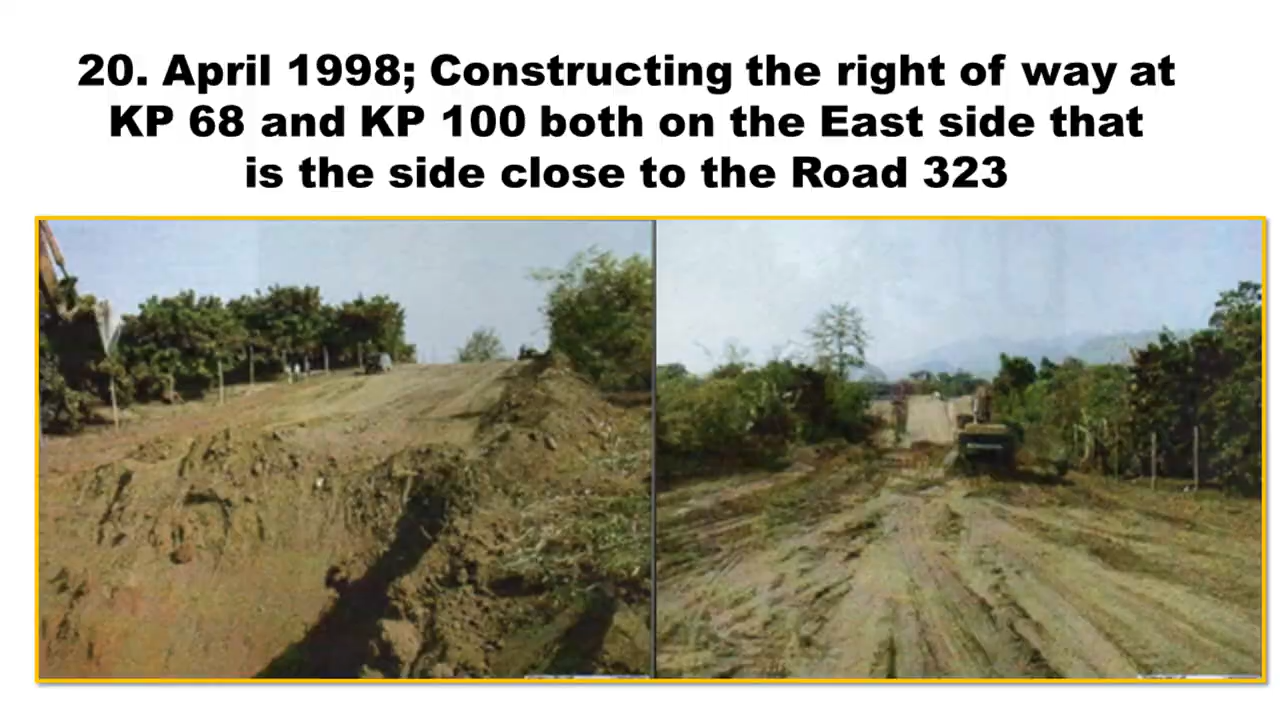 20. April 1998; Constructing the right of way at
KP 68 and KP 100 both on the East side that
is the side close to the Road 323